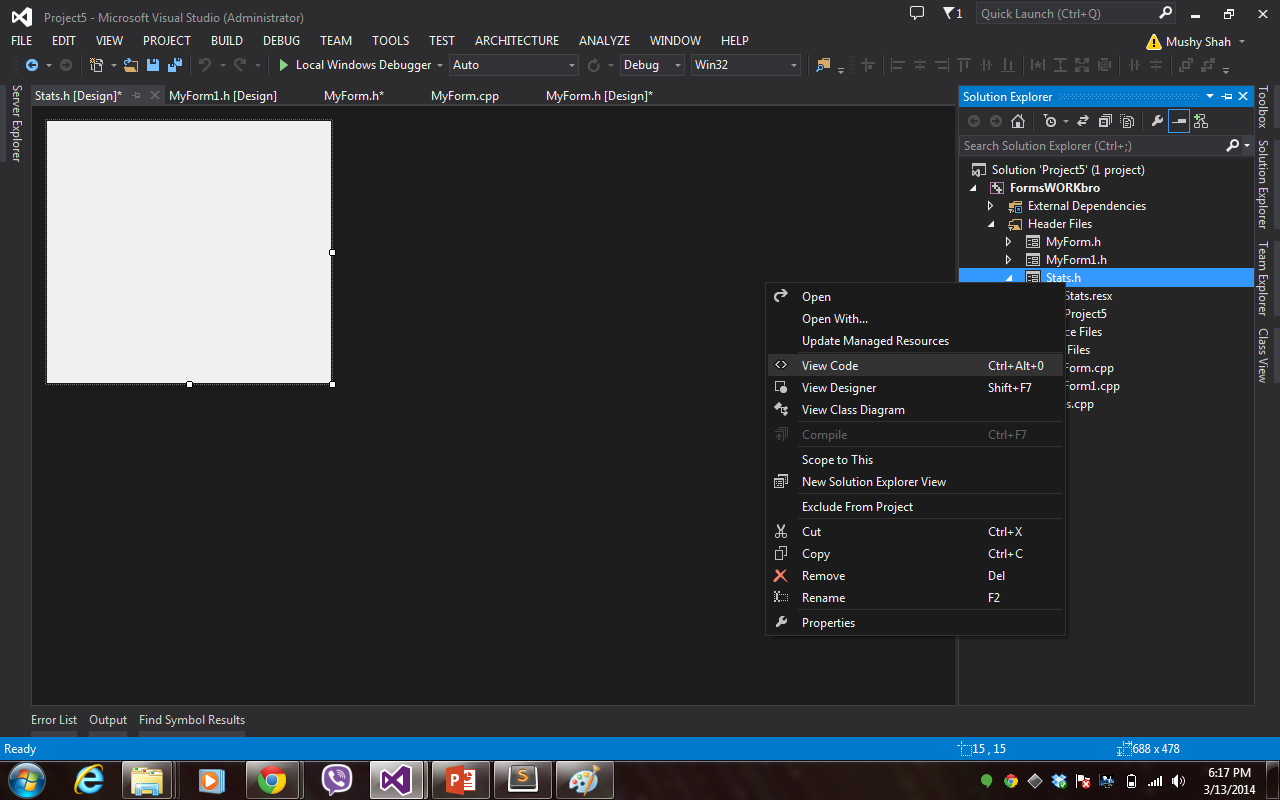 Project5 - Microsoft Visual Studio (Administrator)
1
Quick Launch (Ctrl+Q)
FILE EDIT VIEW PROJECT BUILD DEBUG TEAM TOOLS TEST ARCHITECTURE ANALYZE WINDOW HELP
Mushy Shah
Local Windows Debugger Auto Debug Win32
Server Explorer
Stats.h [Design]* MyForm1.h [Design] MyForm.h* MyForm.cpp MyForm.h [Design]*
Solution Explorer
Search Solution Explorer (Ctrl+;)
Solution 'Project5' (1 project)
FormsWORKbro
External Dependencies
Header Files
MyForm.h
MyForm1.h
Stats.h
Stats.resx
Project5
ce Files
Files
Form.cpp
Form1.cpp
s.cpp
Toolbox
Solution Explorer
Team Explorer
Class View
Open
Open With...
Update Managed Resources
View Code Ctrl+Alt+0
View Designer Shift+F7
View Class Diagram
Compile Ctrl+F7
Scope to This
New Solution Explorer View
Exclude From Project
Cut Ctrl+X
Copy Ctrl+C
Remove Del
Rename F2
Properties
Error List Output Find Symbol Results
Ready 15 , 15 688 x 478
6:17 PM
3/13/2014